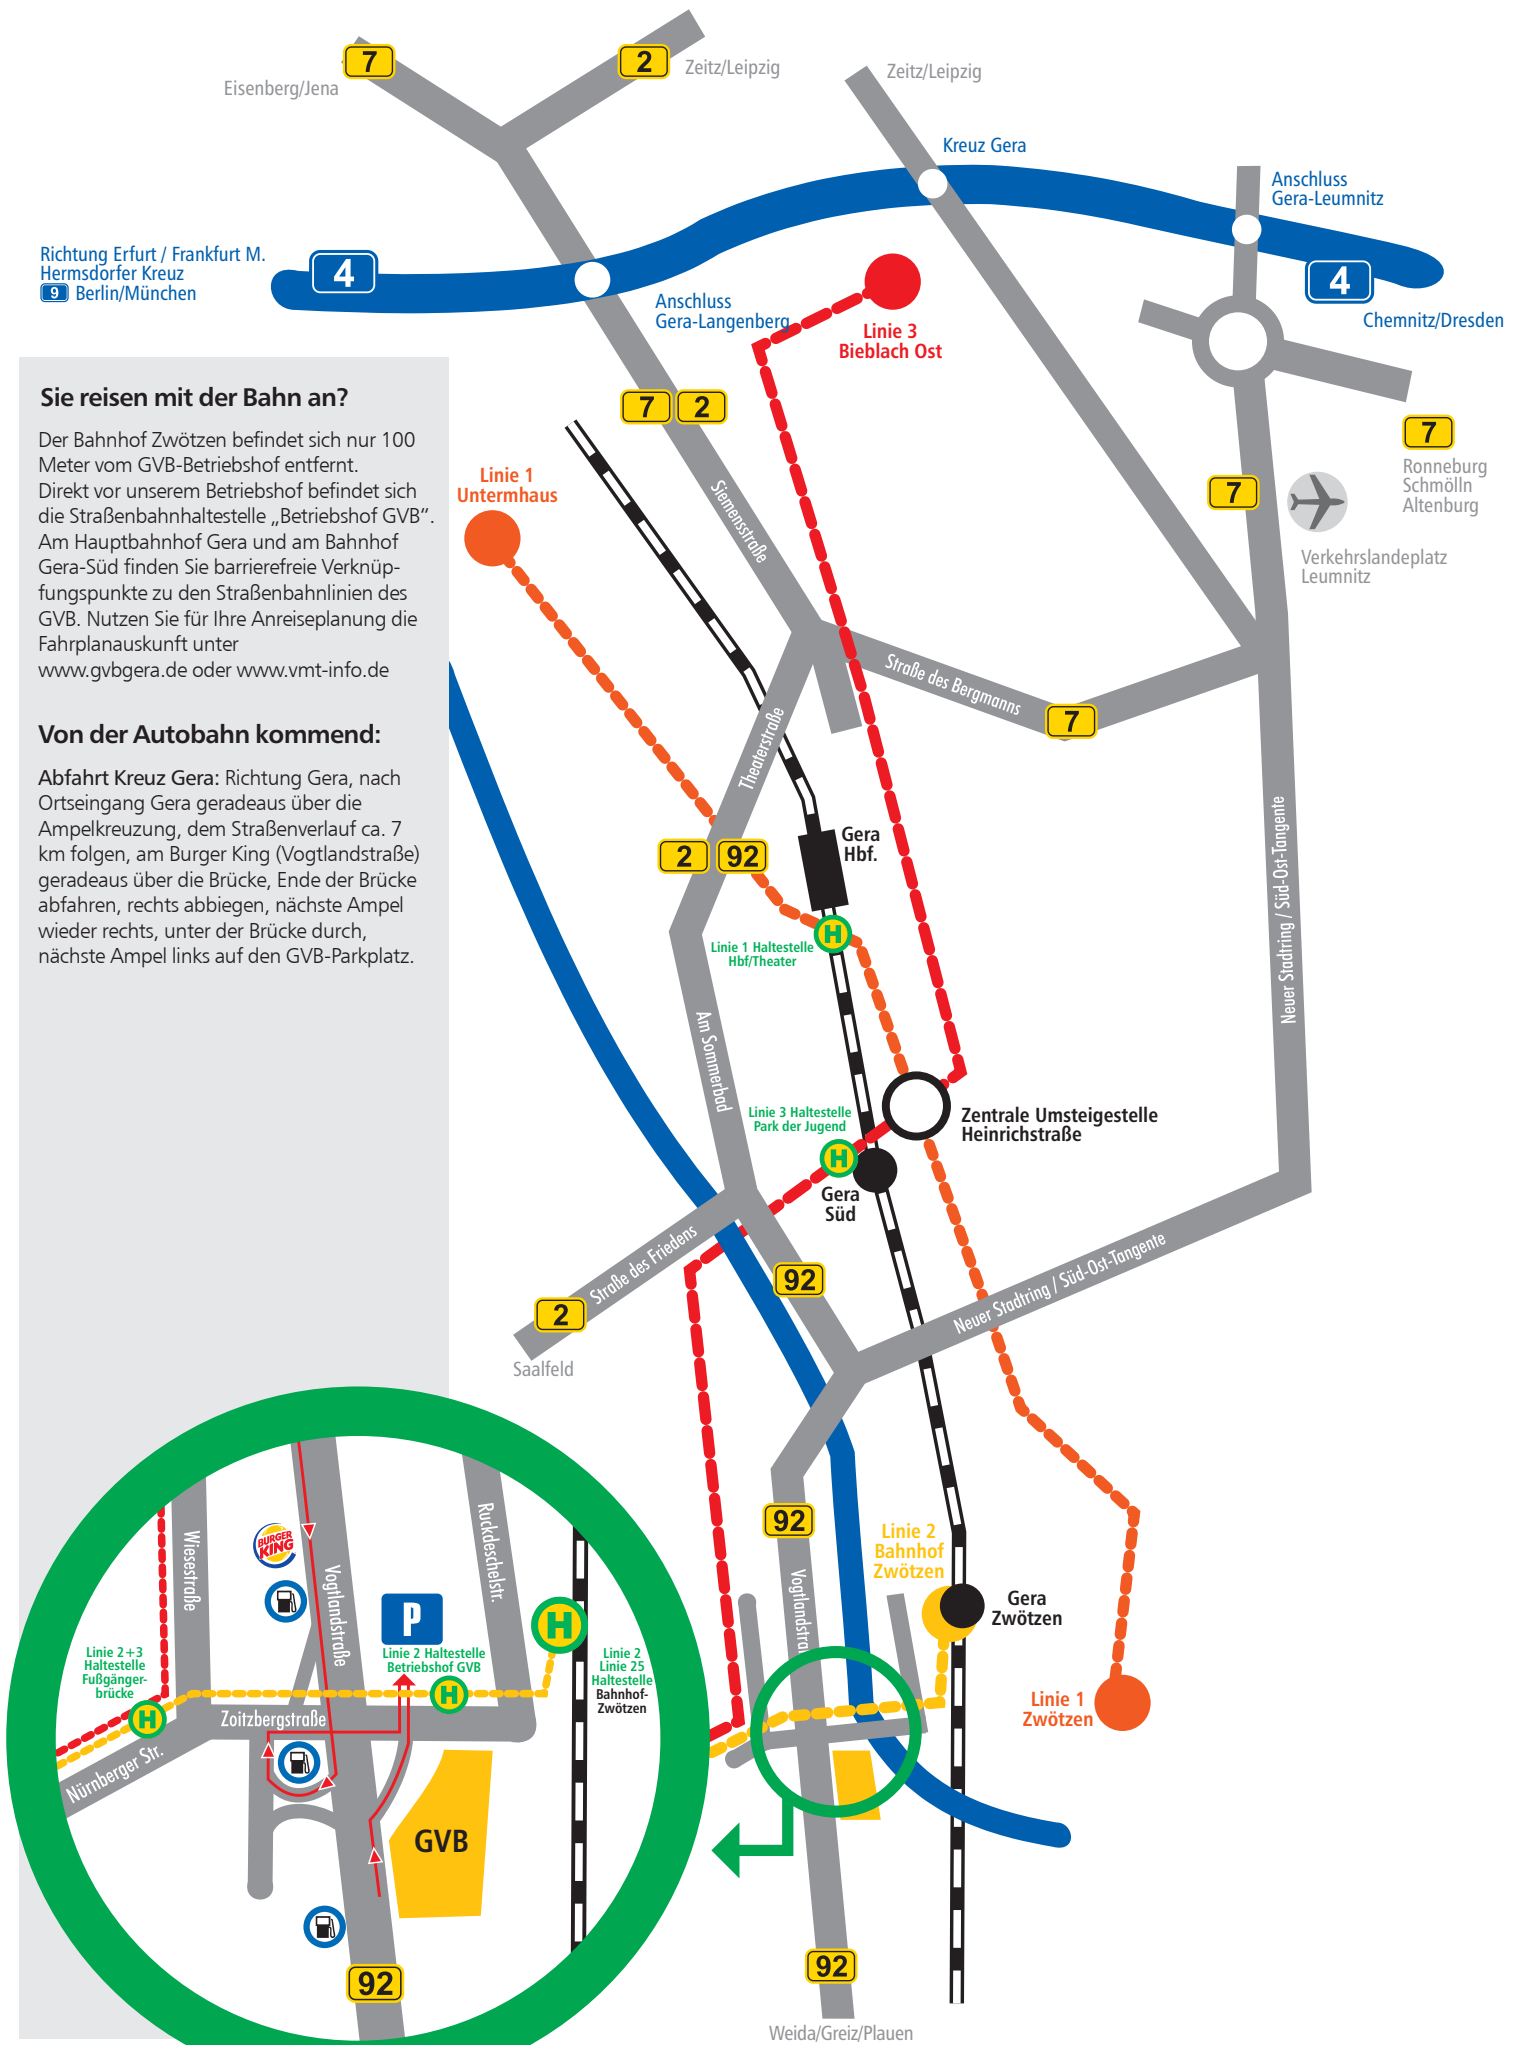 7
2
Zeitz/Leipzig
Eisenberg/Jena
Zeitz/Leipzig
Kreuz Gera
Anschluss
Gera-Leumnitz
Richtung Erfurt / Frankfurt M.
Hermsdorfer Kreuz
9 Berlin/München
4
Anschluss
Gera-Langenberg
4
Chemnitz/Dresden
Linie 3
Bieblach Ost
Sie reisen mit der Bahn an?
Der Bahnhof Zwötzen befindet sich nur 100
Meter vom GVB-Betriebshof entfernt.
Direkt vor unserem Betriebshof befindet sich
die Straßenbahnhaltestelle „Betriebshof GVB“.
Am Hauptbahnhof Gera und am Bahnhof
Gera-Süd finden Sie barrierefreie Verknüp-
fungspunkte zu den Straßenbahnlinien des
GVB. Nutzen Sie für Ihre Anreiseplanung die
Fahrplanauskunft unter
www.gvbgera.de oder www.vmt-info.de
Von der Autobahn kommend:
Abfahrt Kreuz Gera: Richtung Gera, nach
Ortseingang Gera geradeaus über die
Ampelkreuzung, dem Straßenverlauf ca. 7
km folgen, am Burger King (Vogtlandstraße)
geradeaus über die Brücke, Ende der Brücke
abfahren, rechts abbiegen, nächste Ampel
wieder rechts, unter der Brücke durch,
nächste Ampel links auf den GVB-Parkplatz.
7
2
7
Ronneburg
Schmölln
Altenburg
7
Verkehrslandeplatz
Leumnitz
Linie 1
Untermhaus
Siemensstraße
Straße des Bergmanns
7
Theaterstraße
2
92
Gera
Hbf.
H
Linie 1 Haltestelle
Hbf/Theater
Neuer Stadtring / Süd-Ost-Tangente
Am Sommerbad
Linie 3 Haltestelle
Park der Jugend
H
Zentrale Umsteigestelle
Heinrichstraße
Gera
Süd
Straße des Friedens
2
Saalfeld
92
Neuer Stadtring / Süd-Ost-Tangente
92
Linie 2
Bahnhof
Zwötzen
Gera
Zwötzen
Vogtlandstraße
Linie 1
Zwötzen
92
Weida/Greiz/Plauen
Wiesestraße
BURGER
KING
Vogtlandstraße
Ruckdeschelstr.
P
H
Linie 2+3
Haltestelle
Fußgänger-
brücke
H
Linie 2 Haltestelle
Betriebshof GVB
H
Linie 2
Linie 25
Haltestelle
Bahnhof-
Zwötzen
Zoitzbergstraße
Nürnberger Str.
GVB
92